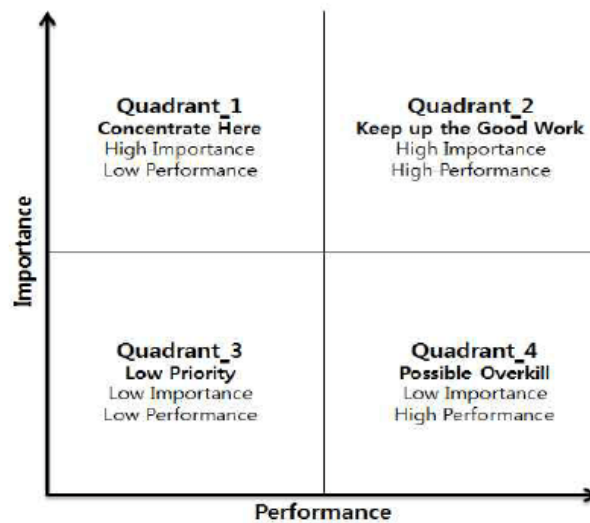 Importance
Quadrant_1
Concentrate Here
High Importance
Low Performance
Quadrant_2
Keep up the Good Work
High Importance
High Performance
Quadrant_3
Low Priority
Low Importance
Low Performance
Quadrant_4
Possible Overkill
Low Importance
High Performance
Performance